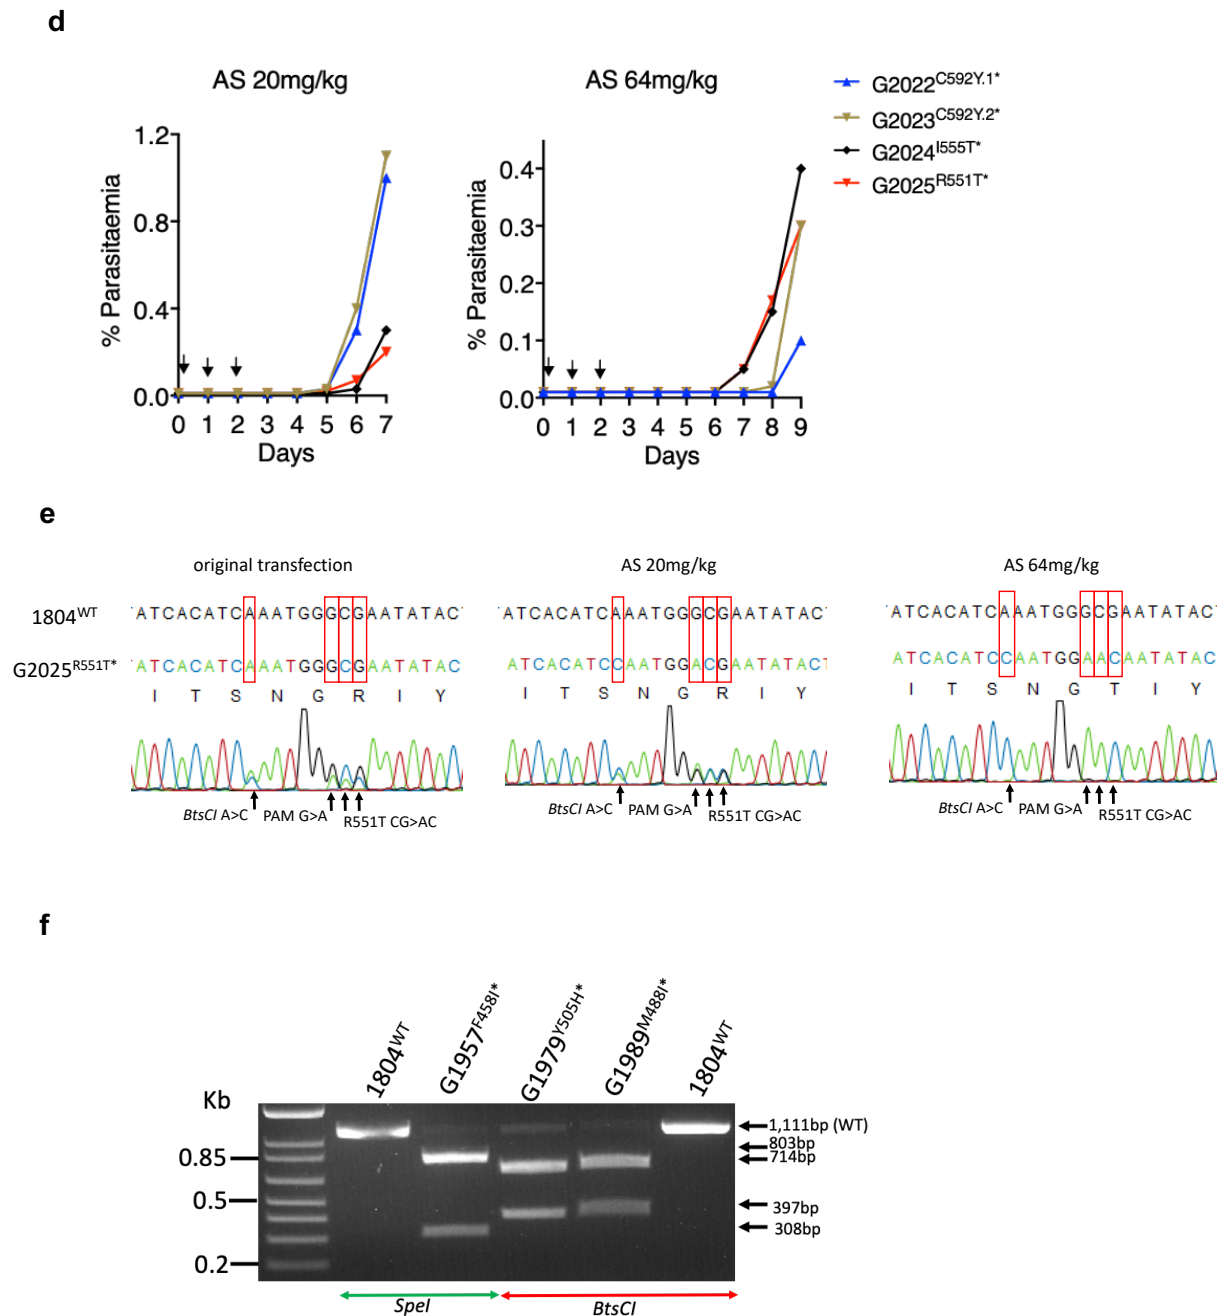 d
AS 20mg/kg
AS 64mg/kg
G2022C592Y.1*
G2023C592Y.2*
G2024I555T*
G2025R551T*
% Parasitaemia
1.2
0.8
0.4
0.0
0 1 2 3 4 5 6 7
Days
% Parasitaemia
0.4
0.3
0.2
0.1
0.0
0 1 2 3 4 5 6 7 8 9
Days
e
original transfection
AS 20mg/kg
AS 64mg/kg
1804WT
ATCACATCAAATGGGCGAATATAC
ATCACATCAAATGGGCGAATATAC
ATCACATCAAATGGGCGAATATAC
G2025R551T*
ATCACATCAAATGGGCGAATATAC
ATCACATCCAATGGACGAATATACT
ATCACATCCAATGGAACAATATAC
I T S N G R I Y
I T S N G R I Y
I T S N G T I Y
BtsCI A>C PAM G>A R551T CG>AC
BtsCI A>C PAM G>A R551T CG>AC
BtsCI A>C PAM G>A R551T CG>AC
f
1804WT
G1957F458I*
G1979Y505H*
G1989M488I*
1804WT
Kb
0.85
0.5
0.2
1,111bp (WT)
803bp
714bp
397bp
308bp
SpeI
BtsCI